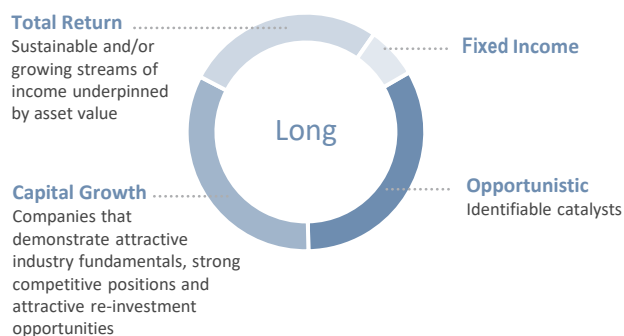 Total Return
Sustainable and/or
growing streams of
income underpinned
by asset value
Fixed Income
Long
Capital Growth
Companies that
demonstrate attractive
industry fundamentals, strong
competitive positions and
attractive re-investment
opportunities
Opportunistic
Identifiable catalysts